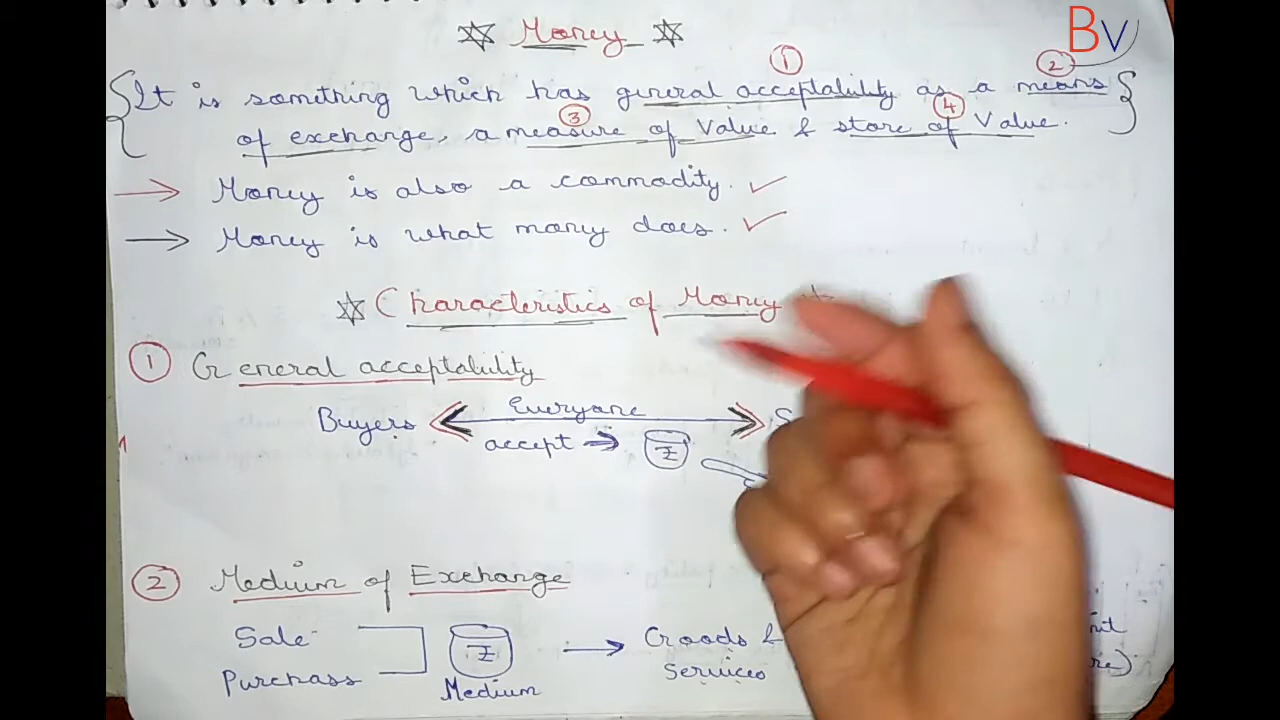 BV
☆ Money ☆
① ②
{ It is something which has general acceptability as a means }
③ ④
of exchange, a measure of Value & store of Value.
→ Money is also a commodity. ✓
→ Money is what money does. ✓
☆ Characteristics of Money
① General acceptability
Buyers Everyone
accept → ₹
② Medium of Exchange
Sale
Purchass
₹
Medium
→ Goods &
Services